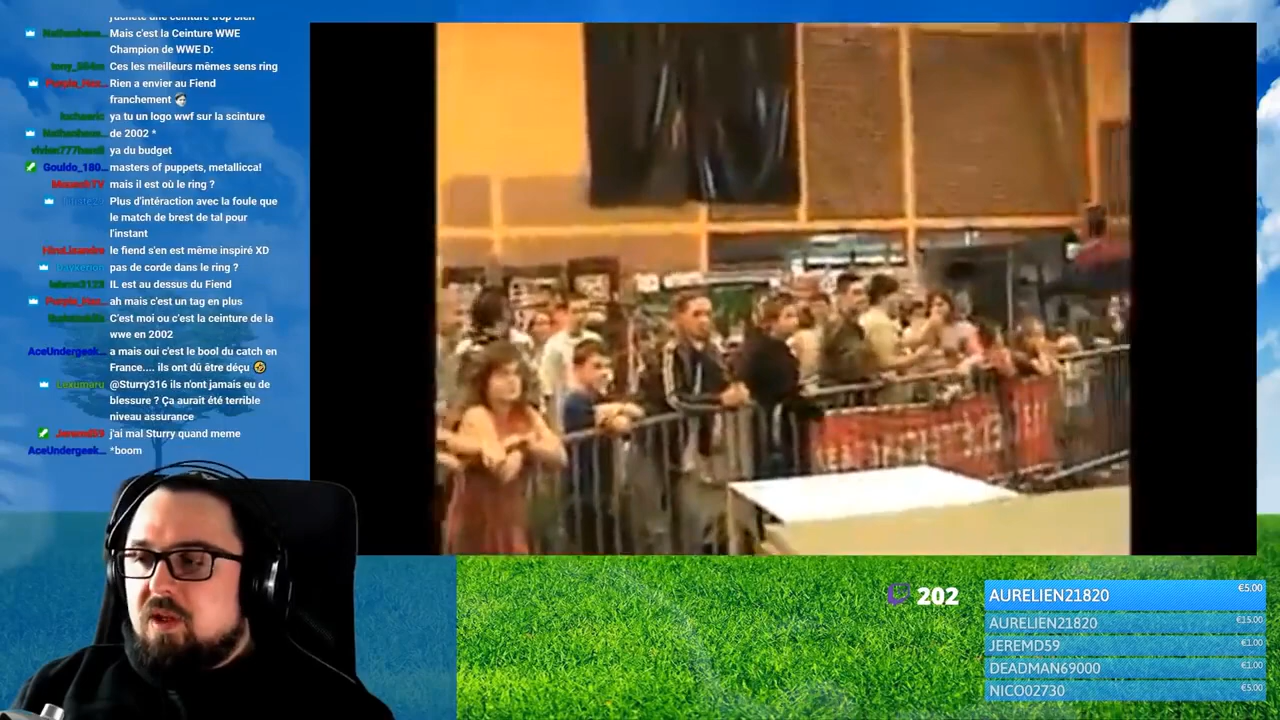 Mais c'est la Ceinture WWE
Champion de WWE D:
Ces les meilleurs mêmes sens ring
Rien a envier au Fiend
franchement
ya tu un logo wwf sur la scinture
de 2002 *
ya du budget
Gouldo_180... masters of puppets, metallicca!
mais il est où le ring ?
Plus d'intéraction avec la foule que
le match de brest de tal pour
l'instant
le fiend s'en est même inspiré XD
pas de corde dans le ring ?
IL est au dessus du Fiend
ah mais c'est un tag en plus
C'est moi ou c'est la ceinture de la
wwe en 2002
AceUndergeek... a mais oui c'est le bool du catch en
France.... ils ont dû être déçu 🤣
Lexumaru @Sturry316 ils n'ont jamais eu de
blessure ? Ça aurait été terrible
niveau assurance
Jeremd59 j'ai mal Sturry quand meme
AceUndergeek... *boom
202
AURELIEN21820 €5.00
AURELIEN21820 €15.00
JEREMD59 €1.00
DEADMAN69000 €1.00
NICO02730 €5.00